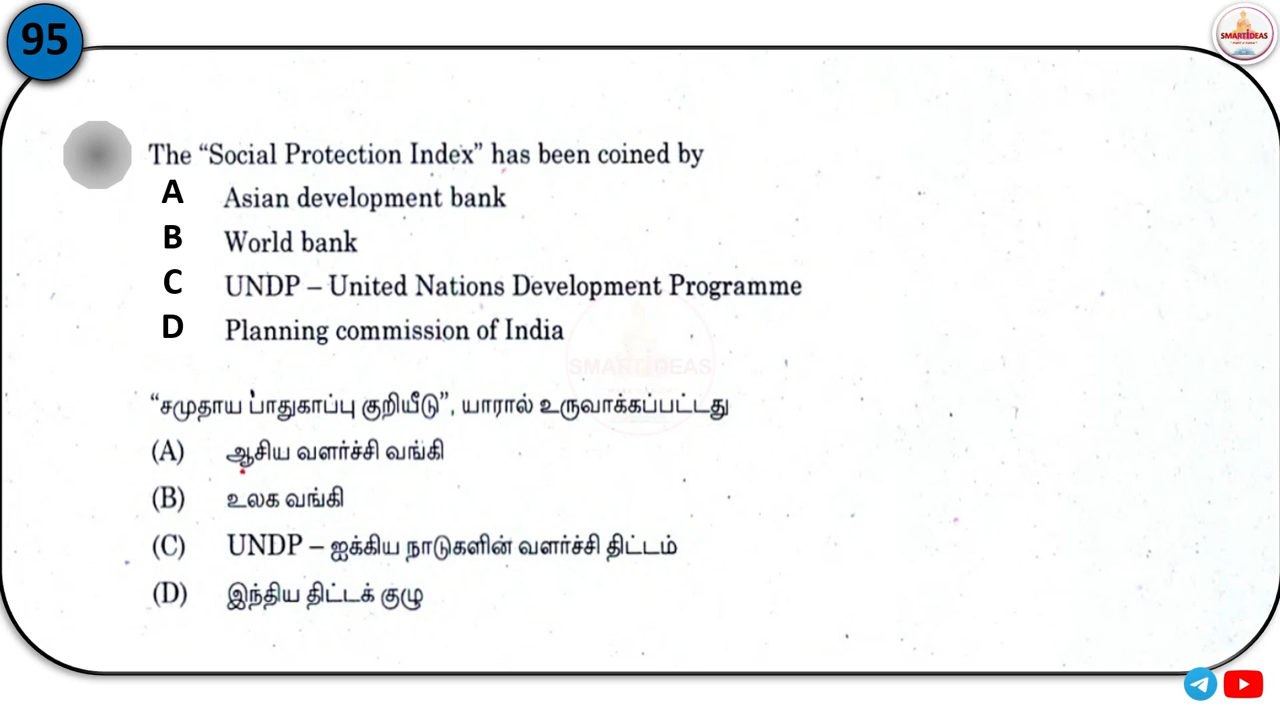 95
SMARTIDEAS
The “Social Protection Index” has been coined by
A Asian development bank
B World bank
C UNDP – United Nations Development Programme
D Planning commission of India
SMARTIDEAS
“சமுதாய பாதுகாப்பு குறியீடு”, யாரால் உருவாக்கப்பட்டது
(A) ஆசிய வளர்ச்சி வங்கி
(B) உலக வங்கி
(C) UNDP – ஐக்கிய நாடுகளின் வளர்ச்சி திட்டம்
(D) இந்திய திட்டக் குழு